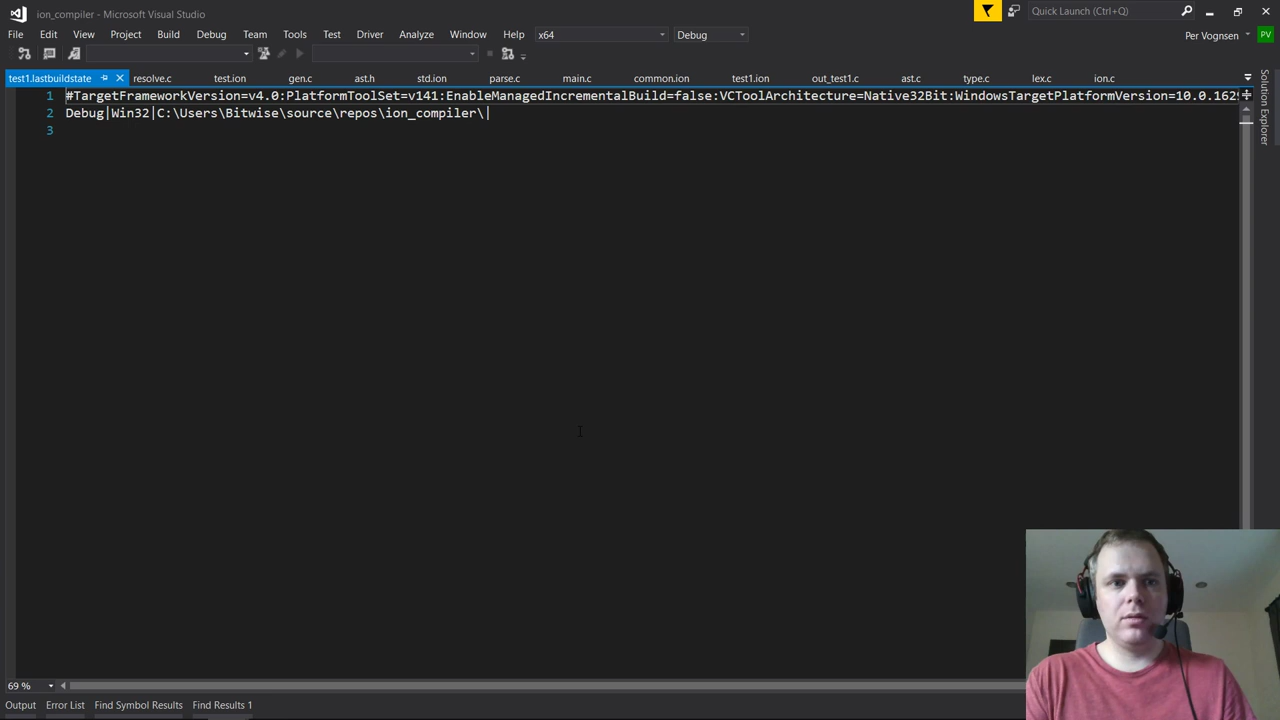 ion_compiler - Microsoft Visual Studio
Quick Launch (Ctrl+Q)
File Edit View Project Build Debug Team Tools Test Driver Analyze Window Help x64 Debug Per Vognsen PV
test1.lastbuildstate resolve.c test.ion gen.c ast.h std.ion parse.c main.c common.ion test1.ion out_test1.c ast.c type.c lex.c ion.c
Solution Explorer
1 #TargetFrameworkVersion=v4.0:PlatformToolSet=v141:EnableManagedIncrementalBuild=false:VCToolArchitecture=Native32Bit:WindowsTargetPlatformVersion=10.0.162
2 Debug|Win32|C:\Users\Bitwise\source\repos\ion_compiler\|
3
69 %
Output Error List Find Symbol Results Find Results 1